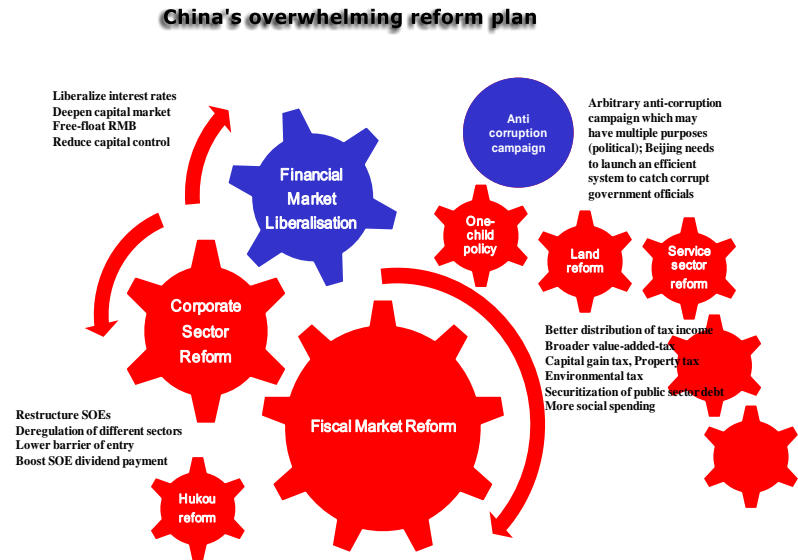 China's overwhelming reform plan
Liberalize interest rates
Deepen capital market
Free-float RMB
Reduce capital control
Financial
Market
Liberalisation
Anti
corruption
campaign
Arbitrary anti-corruption
campaign which may
have multiple purposes
(political); Beijing needs
to launch an efficient
system to catch corrupt
government officials
One-
child
policy
Land
reform
Service
sector
reform
Corporate
Sector
Reform
Better distribution of tax income
Broader value-added-tax
Capital gain tax, Property tax
Environmental tax
Securitization of public sector debt
More social spending
Fiscal Market Reform
Restructure SOEs
Deregulation of different sectors
Lower barrier of entry
Boost SOE dividend payment
Hukou
reform